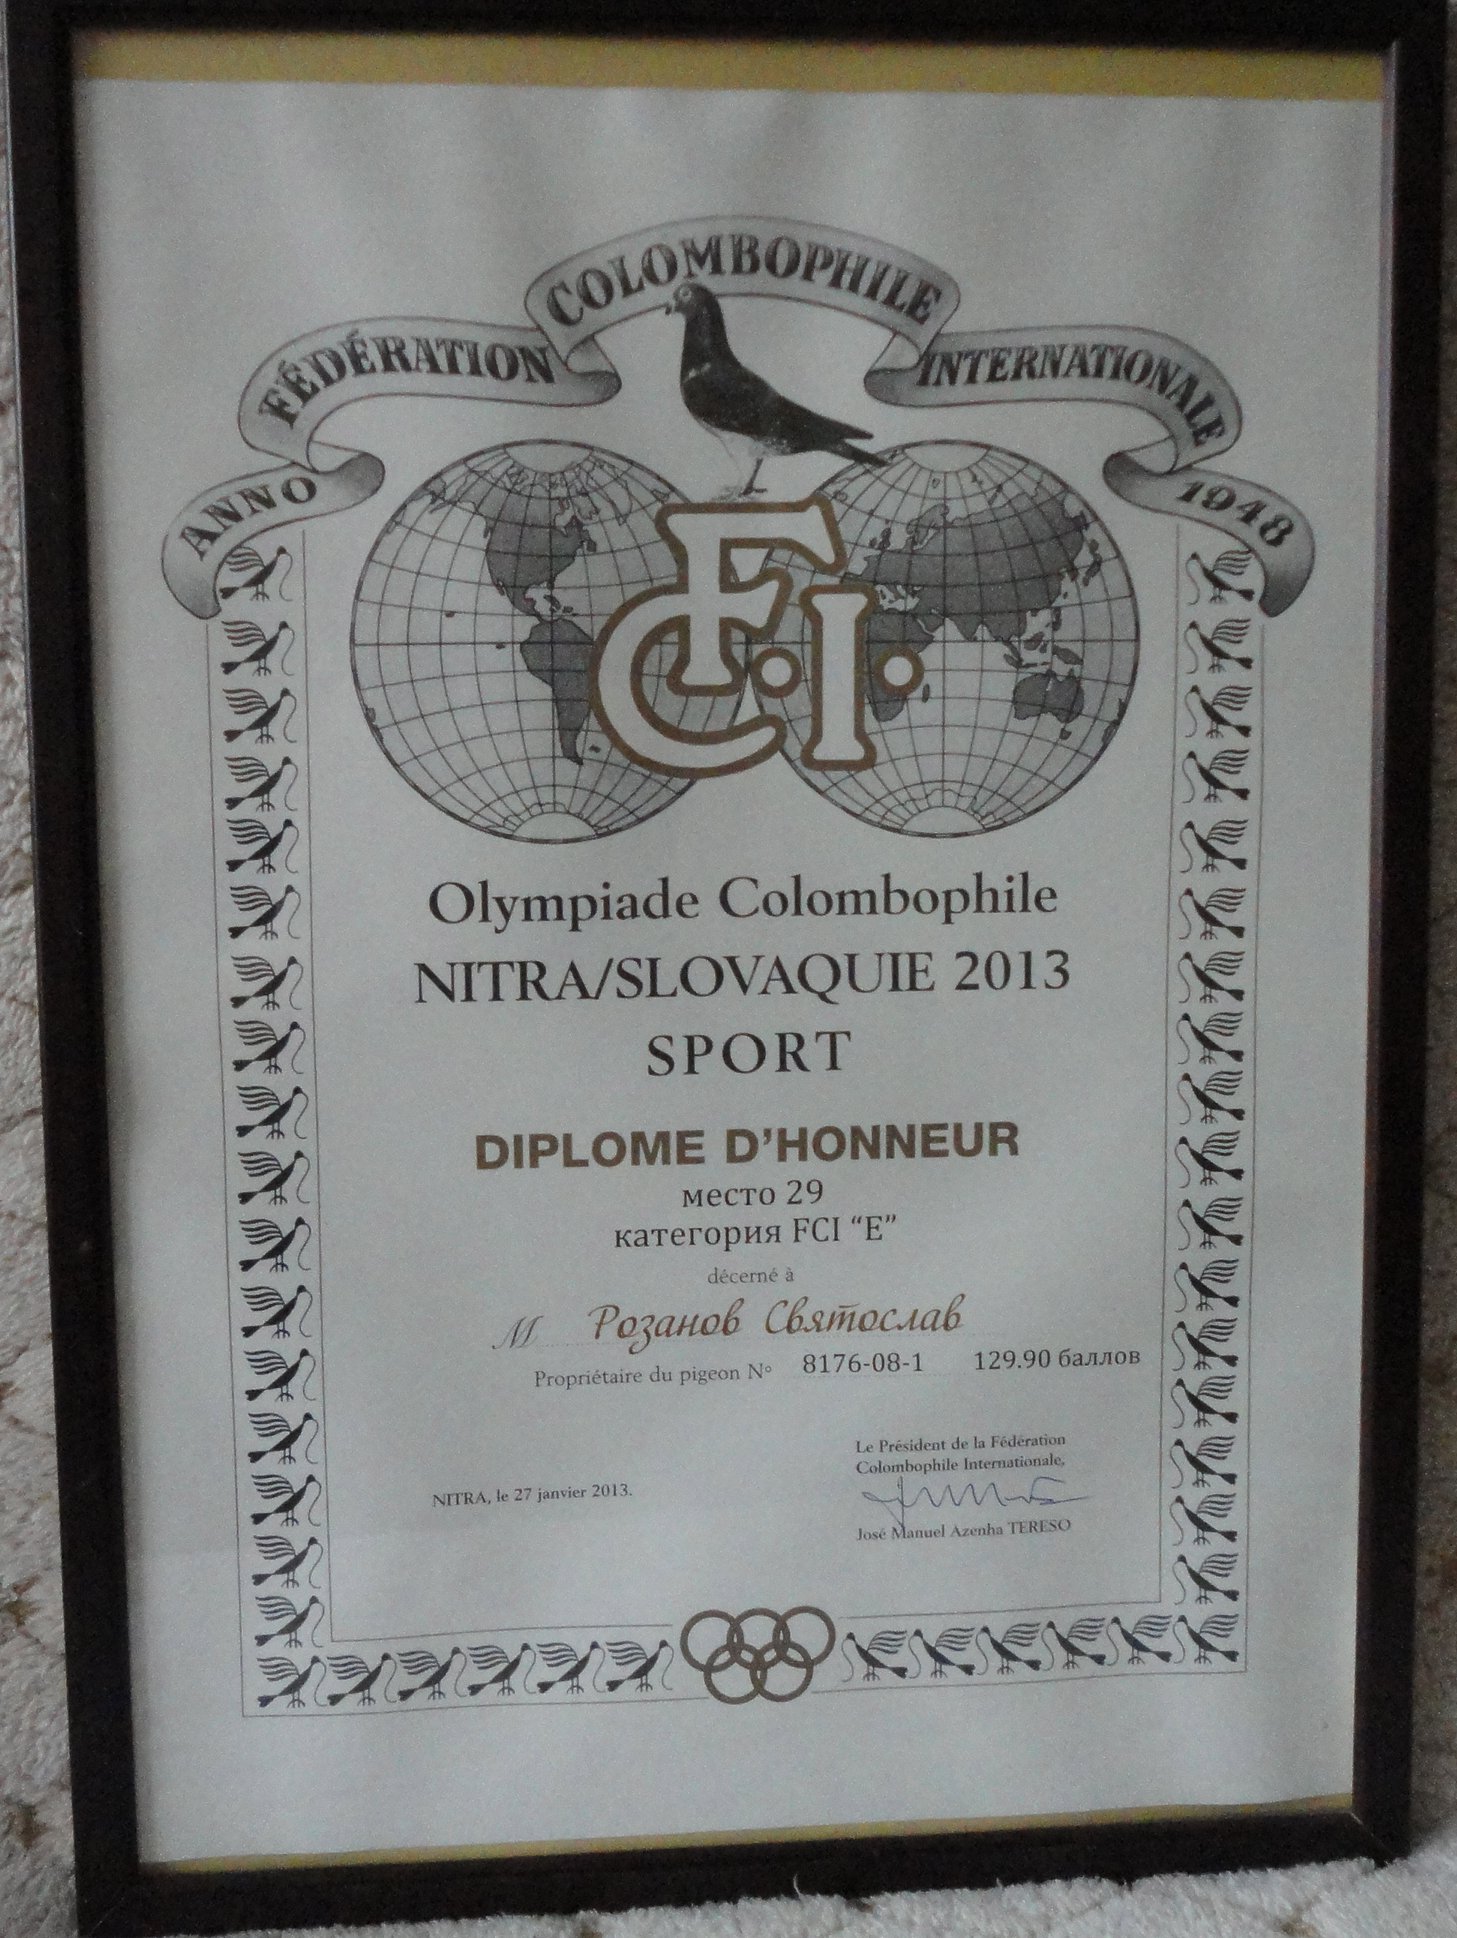 FÉDÉRATION COLOMBOPHILE INTERNATIONALE
ANNO 1948
F.C.I.
Olympiade Colombophile
NITRA/SLOVAQUIE 2013
SPORT
DIPLOME D'HONNEUR
место 29
категория FCI “E”
décerné à
M Розанов Святослав
Propriétaire du pigeon No 8176-08-1 129.90 баллов
Le Président de la Fédération
Colombophile Internationale,
NITRA, le 27 janvier 2013.
José Manuel Azenha TERESO